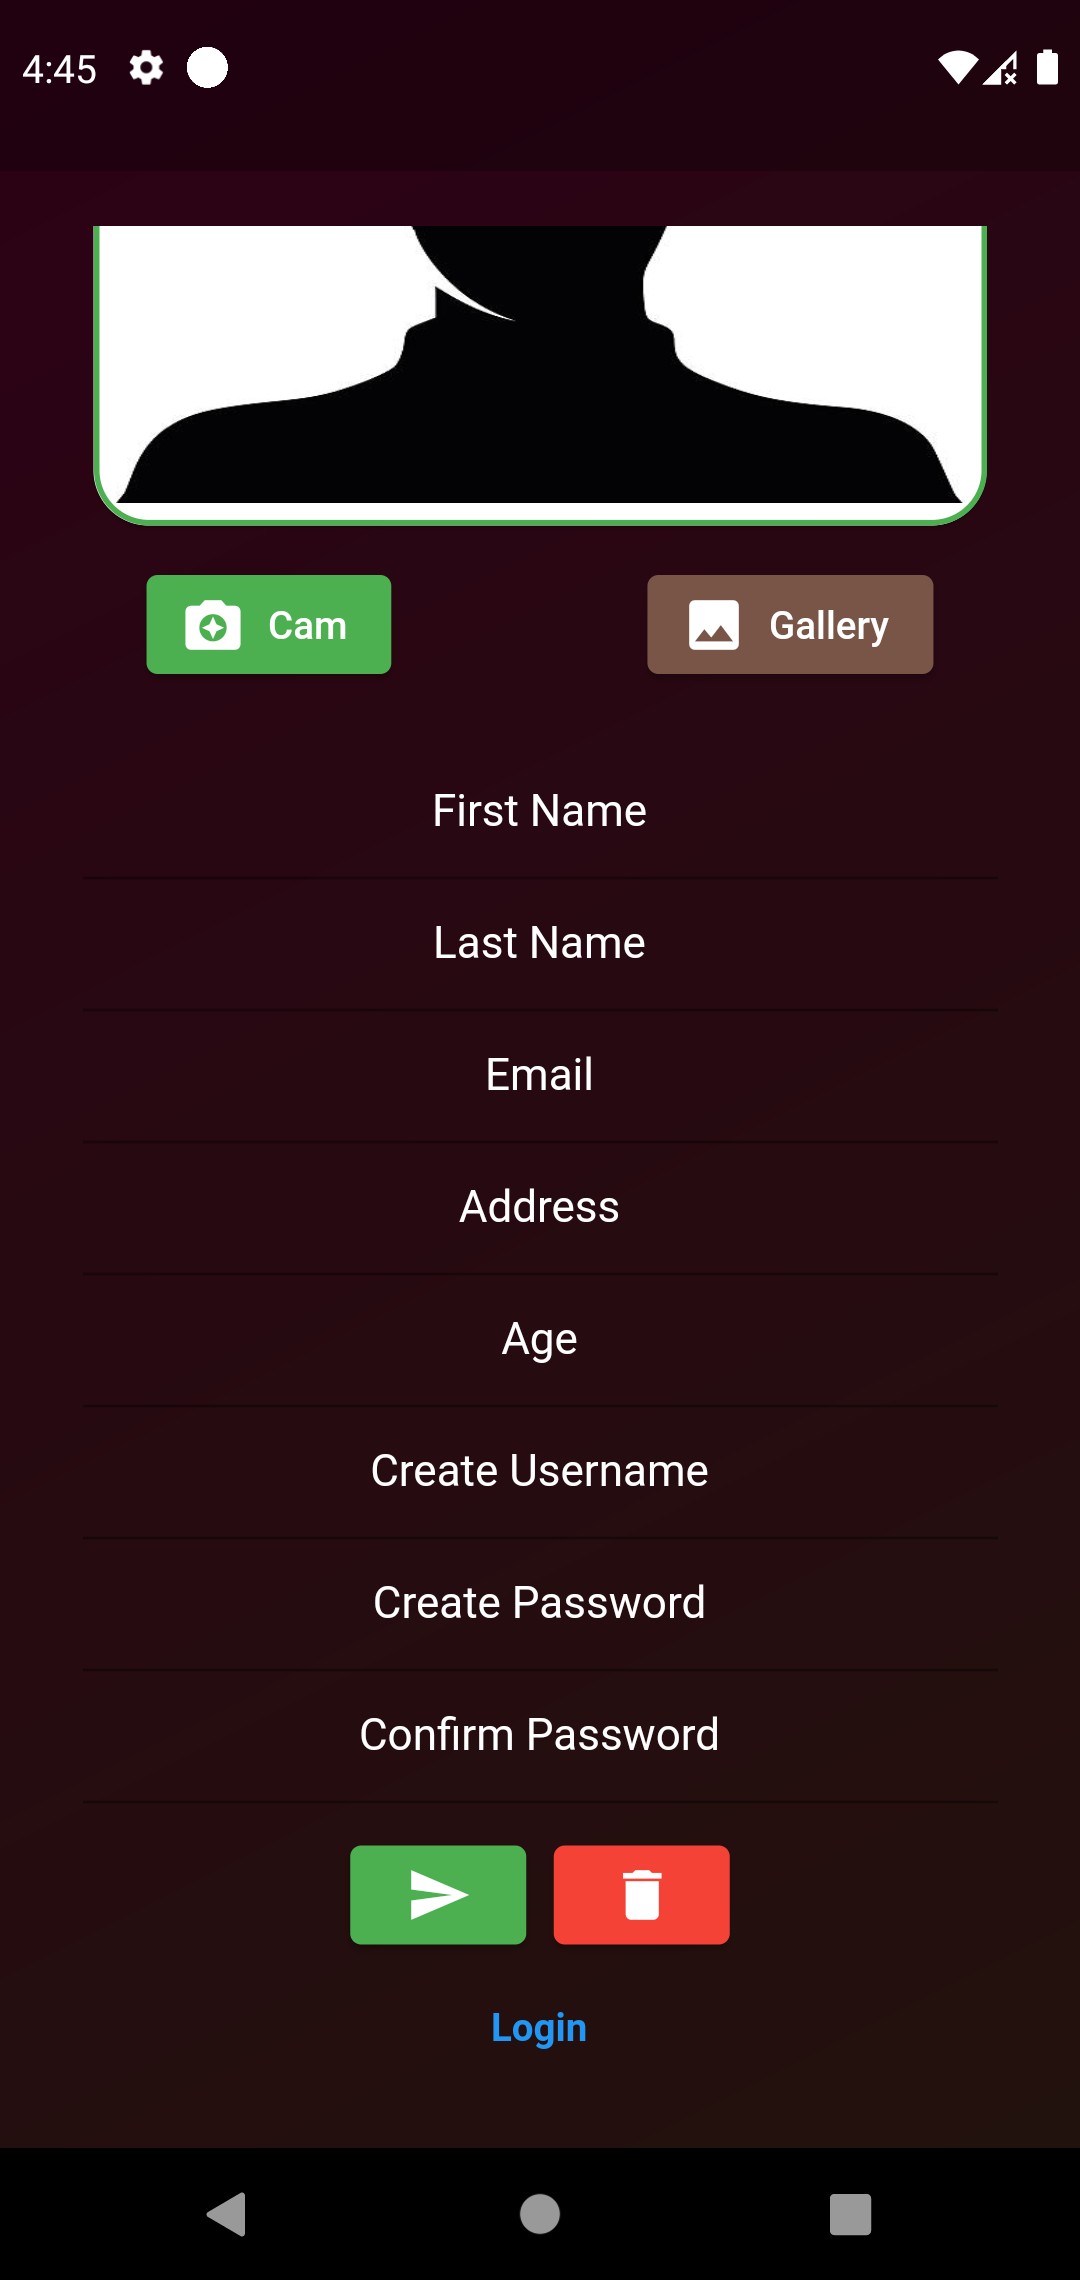 4:45
Cam
Gallery
First Name
Last Name
Email
Address
Age
Create Username
Create Password
Confirm Password
Login